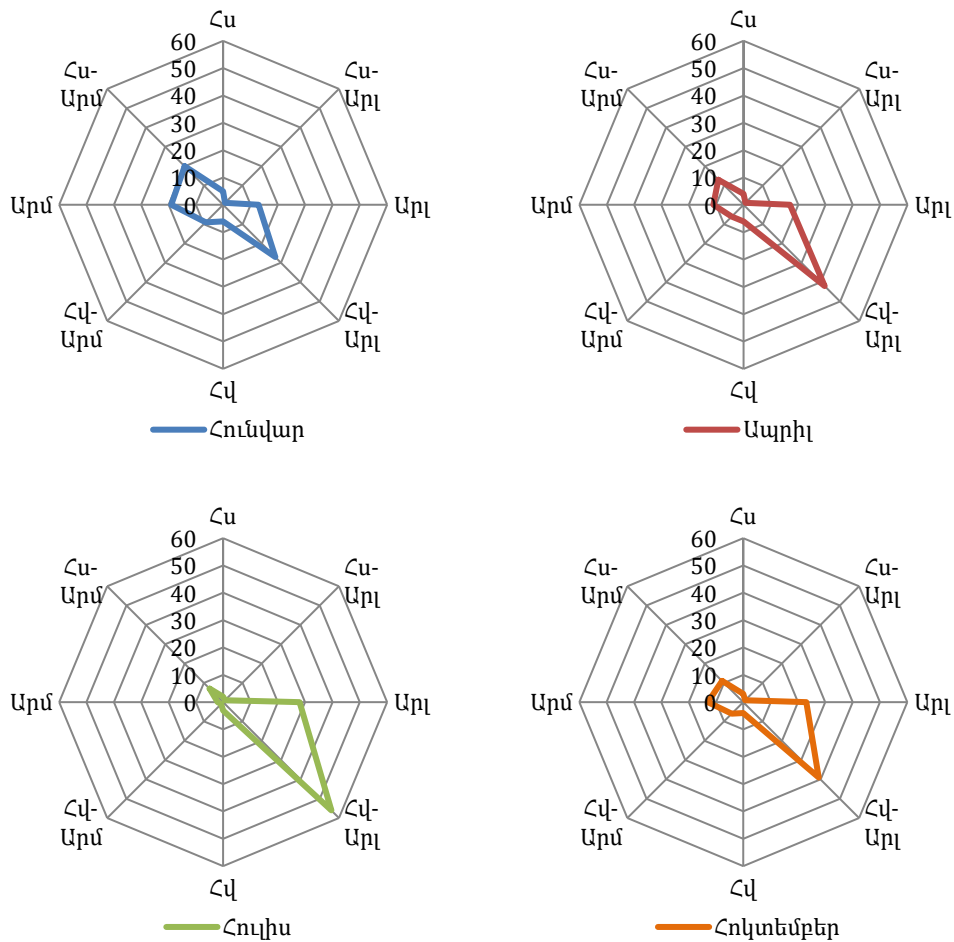 Հս
60
50
40
30
20
10
0
Հս-
Արլ
Արլ
Հվ-
Արլ
Հվ
Հվ-
Արմ
Արմ
Հս-
Արմ
Հունվար
Հս
60
50
40
30
20
10
0
Հս-
Արլ
Արլ
Հվ-
Արլ
Հվ
Հվ-
Արմ
Արմ
Հս-
Արմ
Ապրիլ
Հս
60
50
40
30
20
10
0
Հս-
Արլ
Արլ
Հվ-
Արլ
Հվ
Հվ-
Արմ
Արմ
Հս-
Արմ
Հուլիս
Հս
60
50
40
30
20
10
0
Հս-
Արլ
Արլ
Հվ-
Արլ
Հվ
Հվ-
Արմ
Արմ
Հս-
Արմ
Հոկտեմբեր